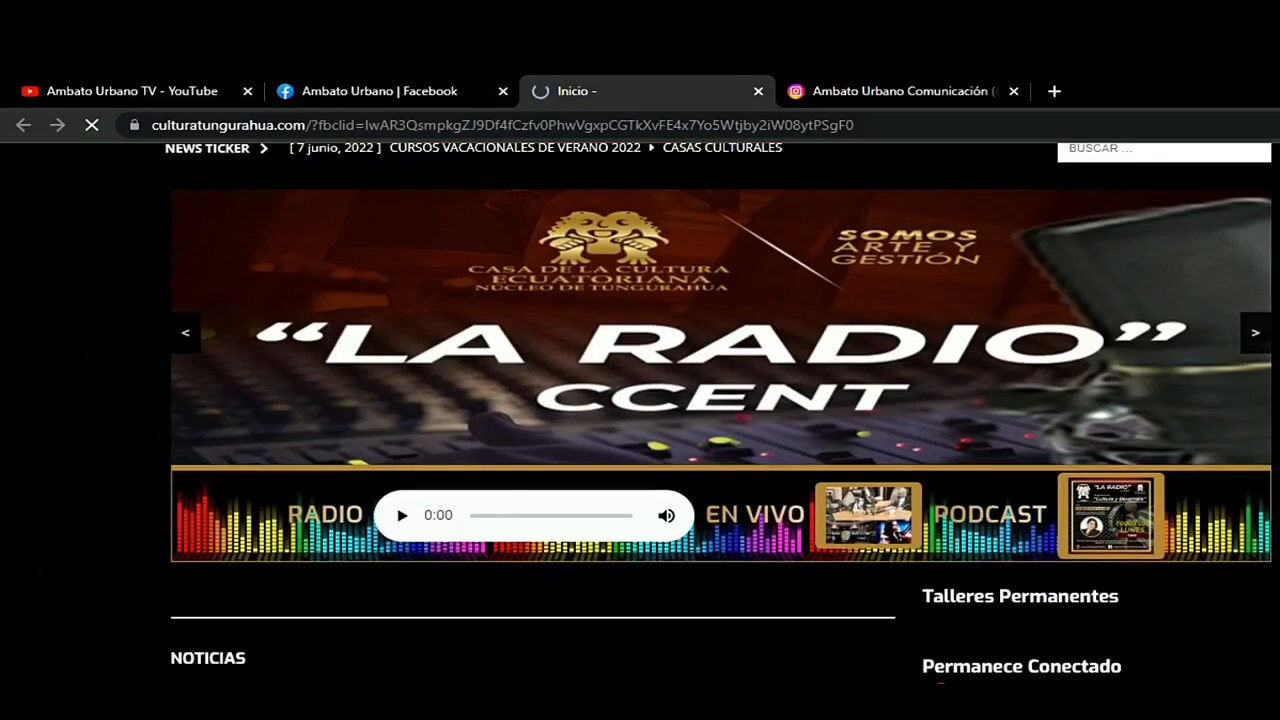 Ambato Urbano TV - YouTube
Ambato Urbano | Facebook
Inicio -
Ambato Urbano Comunicación (
culturatungurahua.com/?fbclid=IwAR3QsmpkgZJ9Df4fCzfv0PhwVgxpCGTkXvFE4x7Yo5Wtjby2iW08ytPSgF0
NEWS TICKER [ 7 junio, 2022 ] CURSOS VACACIONALES DE VERANO 2022 CASAS CULTURALES
BUSCAR ...
CASA DE LA CULTURA
ECUATORIANA
NÚCLEO DE TUNGURAHUA
SOMOS
ARTE Y
GESTIÓN
< >
“LA RADIO”
CCENT
RADIO 0:00 EN VIVO PODCAST
"LA RADIO"
LUNES
Talleres Permanentes
NOTICIAS
Permanece Conectado